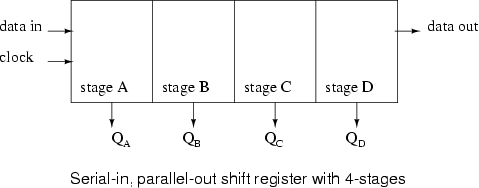 data in
data out
clock
stage A stage B stage C stage D
QA QB QC QD
Serial-in, parallel-out shift register with 4-stages